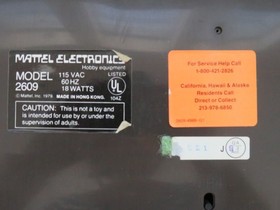 MATTEL ELECTRONICS
Hobby equipment
MODEL
2609
115 VAC
60 HZ
18 WATTS
LISTED
UL
104Z
© Mattel Inc. 1979 MADE IN HONG KONG.
CAUTION: This is not a toy and
is intended for use by or under the
supervision of adults.
For Service Help Call
1-800-421-2826
California, Hawaii & Alaska
Residents Call
Direct or Collect
213-978-6030
J